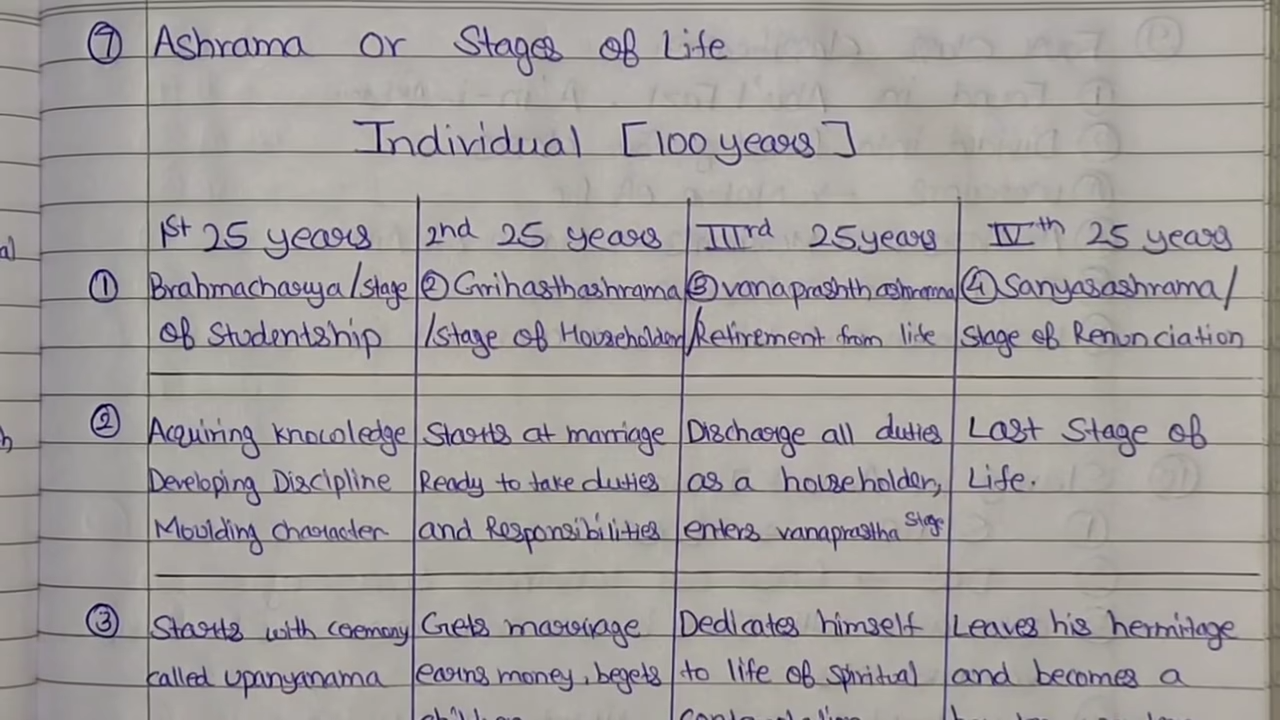 ⑦ Ashrama or Stages of Life
Individual [100 years]
1st 25 years 2nd 25 years IIIrd 25 years IVth 25 years
① Brahmacharya/stage ② Grihasthashrama ③ vanaprashthashrama ④ Sanyasashrama/
of Studentship /stage of Householder /Retirement from life Stage of Renunciation
② Acquiring knowledge Starts at marriage Discharge all duties Last Stage of
Developing Discipline Ready to take duties as a householder, Life.
Moulding character and Responsibilities enters vanaprastha Stage
③ Starts with ceremony Gets marriage Dedicates himself Leaves his hermitage
called upanyanama earns money, begets to life of spiritual and becomes a
a)